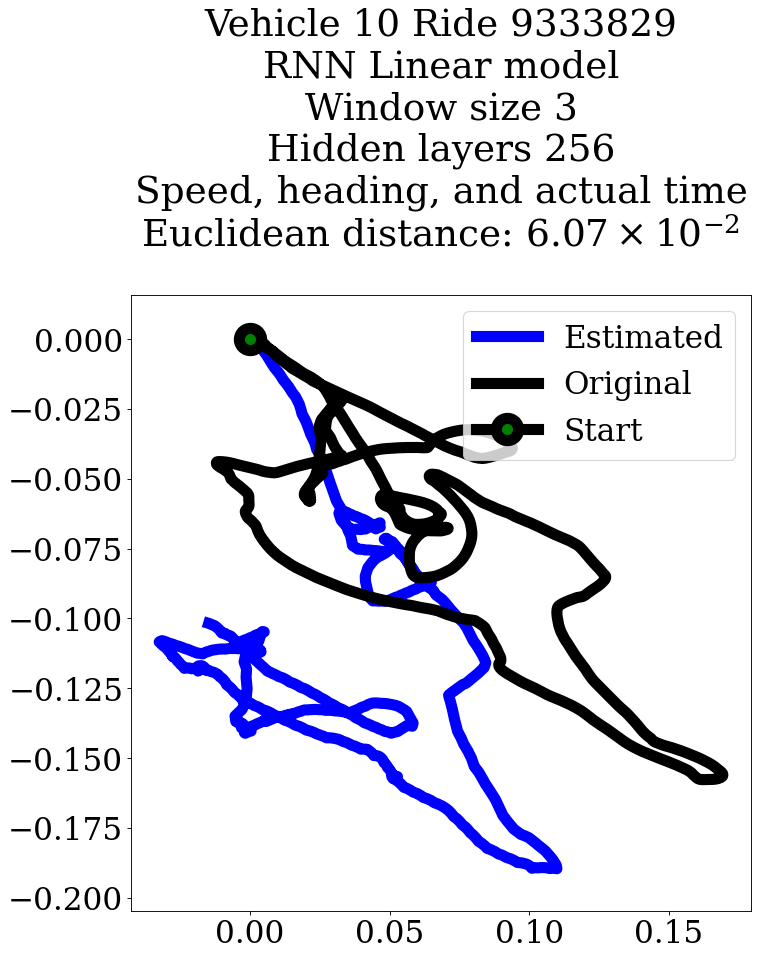 Vehicle 10 Ride 9333829
RNN Linear model
Window size 3
Hidden layers 256
Speed, heading, and actual time
Euclidean distance: 6.07 × 10⁻²
Estimated
Original
Start
0.000
−0.025
−0.050
−0.075
−0.100
−0.125
−0.150
−0.175
−0.200
0.00 0.05 0.10 0.15